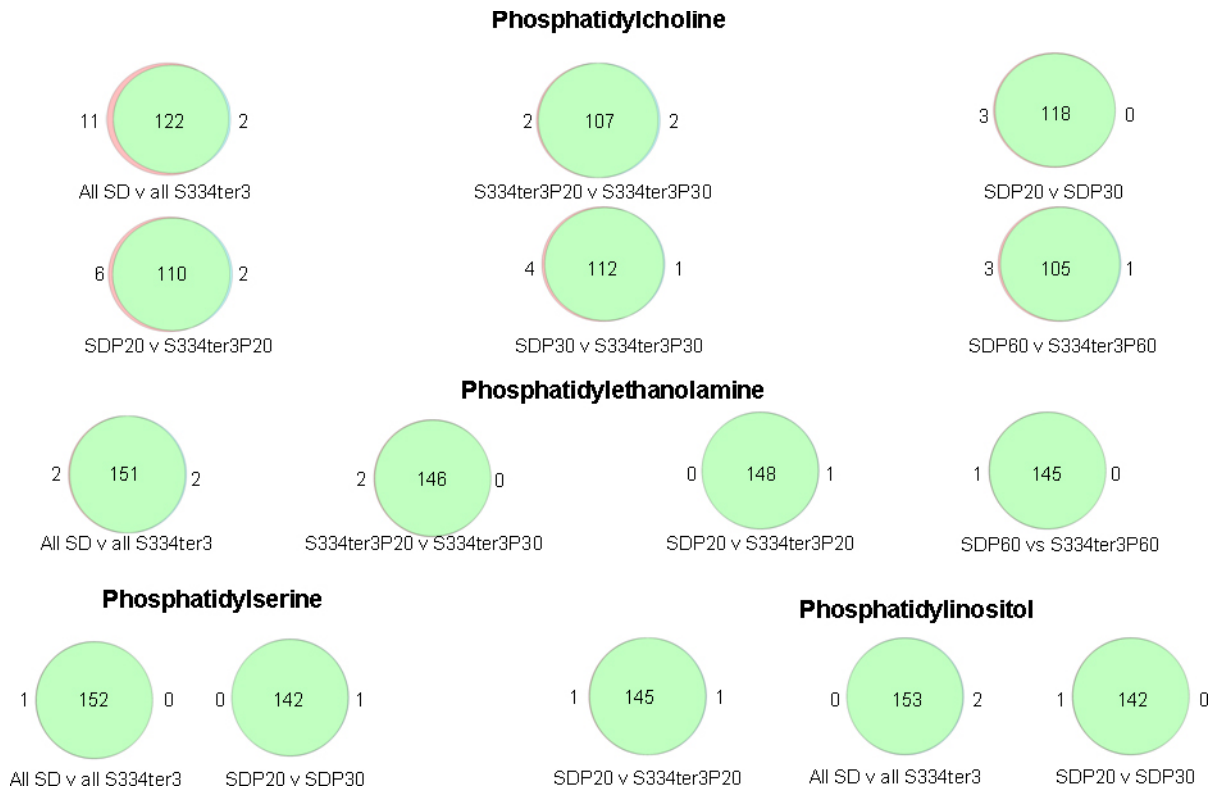 Phosphatidylcholine
11 122 2
2 107 2
3 118 0
All SD v all S334ter3
S334ter3P20 v S334ter3P30
SDP20 v SDP30
6 110 2
4 112 1
3 105 1
SDP20 v S334ter3P20
SDP30 v S334ter3P30
SDP60 v S334ter3P60
Phosphatidylethanolamine
2 151 2
2 146 0
0 148 1
1 145 0
All SD v all S334ter3
S334ter3P20 v S334ter3P30
SDP20 v S334ter3P20
SDP60 vs S334ter3P60
Phosphatidylserine
1 152 0
0 142 1
All SD v all S334ter3
SDP20 v SDP30
Phosphatidylinositol
1 145 1
0 153 2
1 142 0
SDP20 v S334ter3P20
All SD v all S334ter3
SDP20 v SDP30